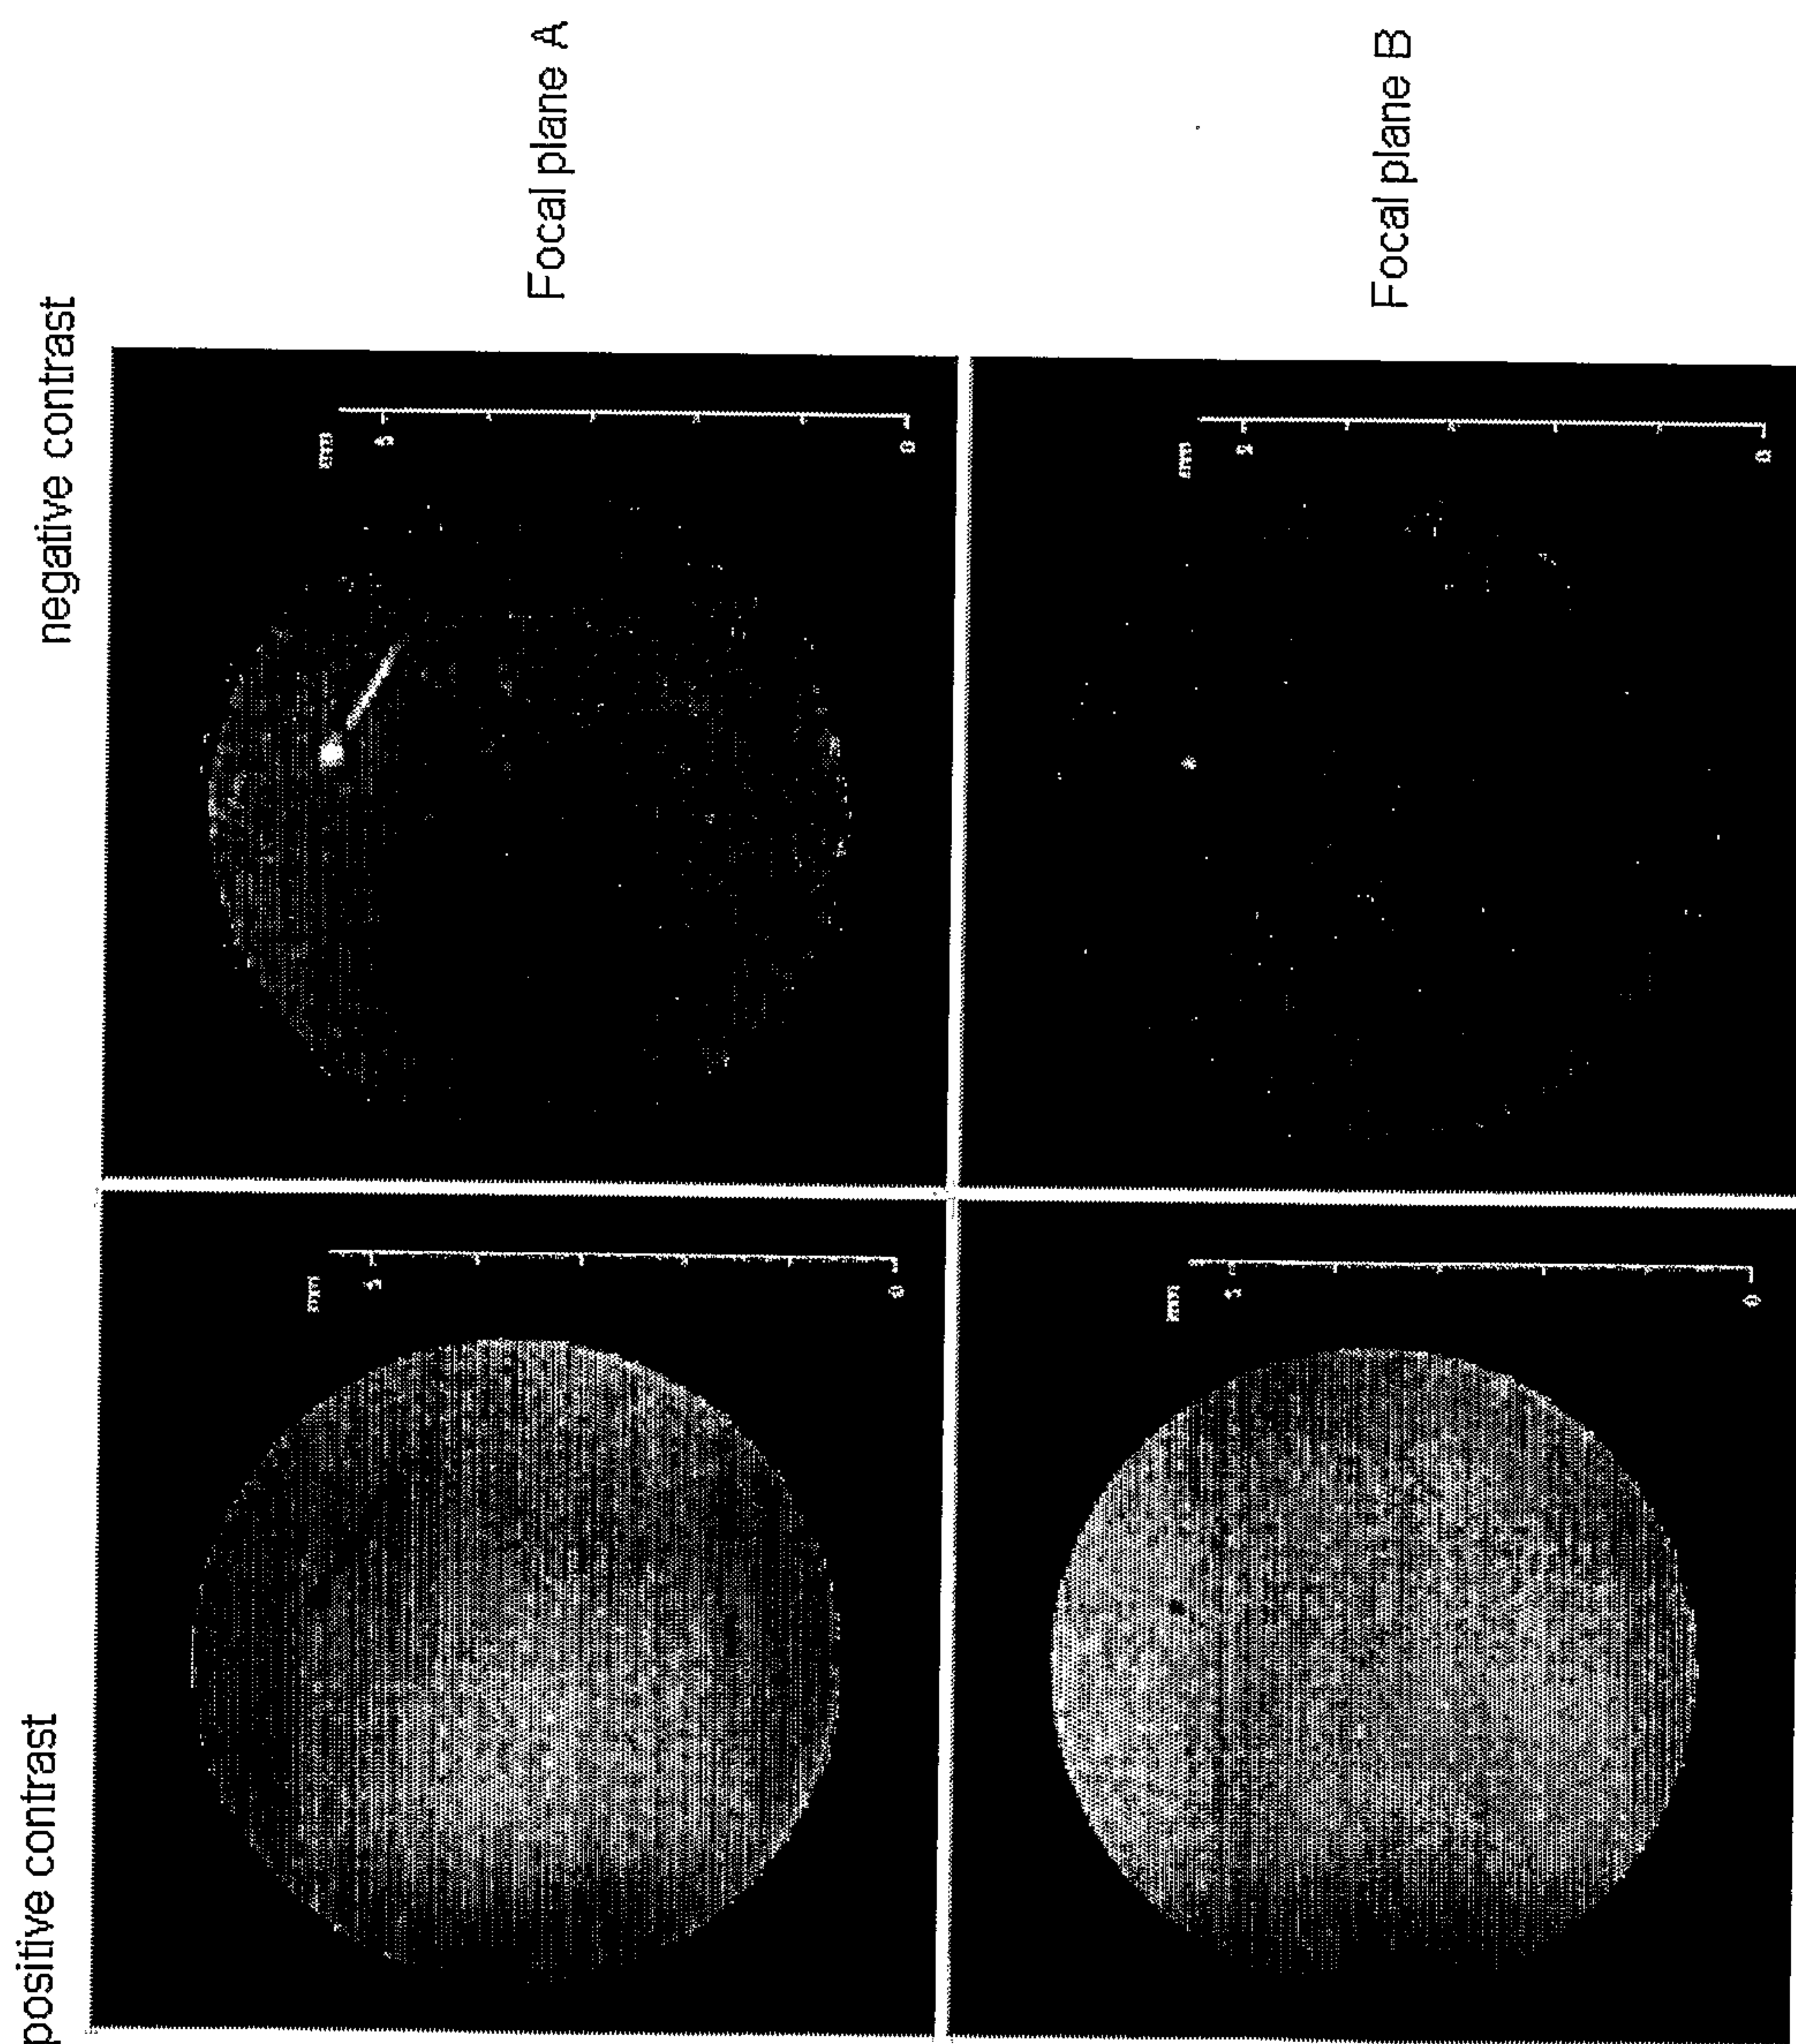 positive contrast
negative contrast
mm
5
0
mm
5
0
Focal plane A
mm
5
0
mm
5
0
Focal plane B